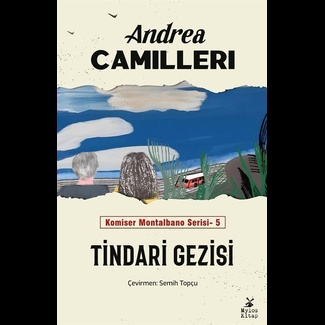 Andrea
CAMILLERI
Komiser Montalbano Serisi- 5
TİNDARİ GEZİSİ
Çevirmen: Semih Topçu
Mylos
Kitap